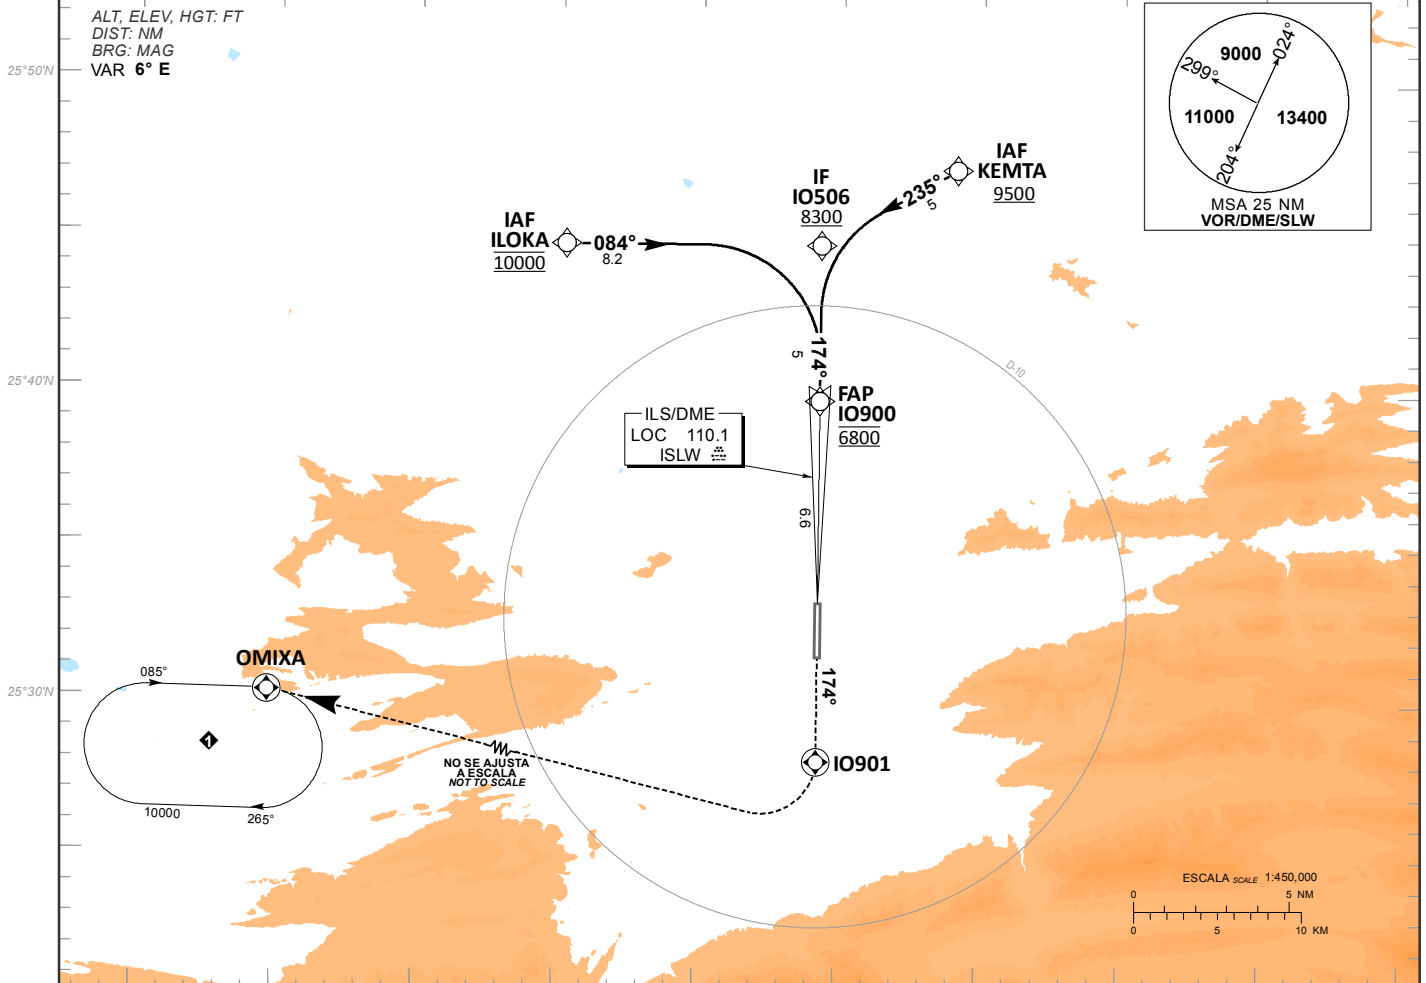 ALT, ELEV, HGT: FT
DIST: NM
BRG: MAG
VAR 6° E
25°50'N
25°40'N
25°30'N
9000
024°
299°
11000
13400
204°
MSA 25 NM
VOR/DME/SLW
IAF
KEMTA
9500
235°
5
IF
IO506
8300
IAF
ILOKA
10000
084°
8.2
174°
5
D-10
FAP
IO900
6800
ILS/DME
LOC 110.1
ISLW
6.6
OMIXA
085°
1
10000
265°
174°
IO901
NO SE AJUSTA
A ESCALA
NOT TO SCALE
ESCALA SCALE 1:450,000
0 5 NM
0 5 10 KM